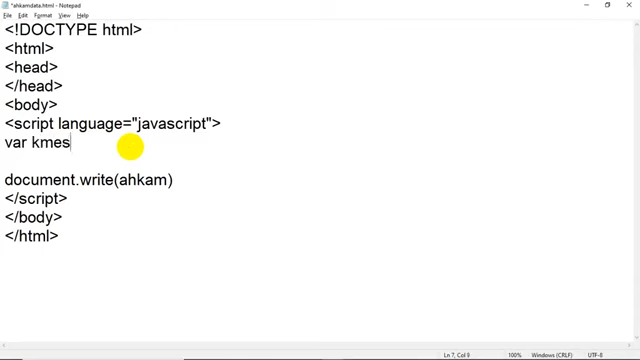 *ahkamdata.html - Notepad
File Edit Format View Help
<!DOCTYPE html>
<html>
<head>
</head>
<body>
<script language="javascript">
var kmes
document.write(ahkam)
</script>
</body>
</html>
Ln 7, Col 9 100% Windows (CRLF) UTF-8